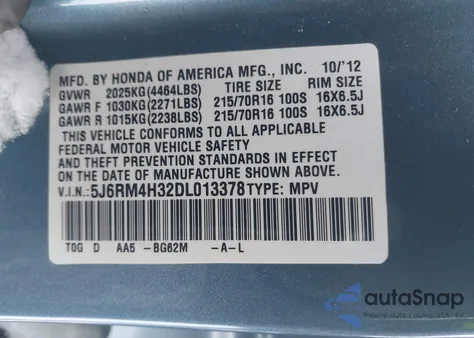 MFD. BY HONDA OF AMERICA MFG., INC. 10/'12
GVWR 2025KG(4464LBS) TIRE SIZE RIM SIZE
GAWR F 1030KG(2271LBS) 215/70R16 100S 16X6.5J
GAWR R 1015KG(2238LBS) 215/70R16 100S 16X6.5J
THIS VEHICLE CONFORMS TO ALL APPLICABLE
FEDERAL MOTOR VEHICLE SAFETY
AND THEFT PREVENTION STANDARDS IN EFFECT
ON THE DATE OF MANUFACTURE SHOWN ABOVE.
V.I.N.: 5J6RM4H32DL013378 TYPE: MPV
TOG D AA5 -BG62M -A-L
autoSnap